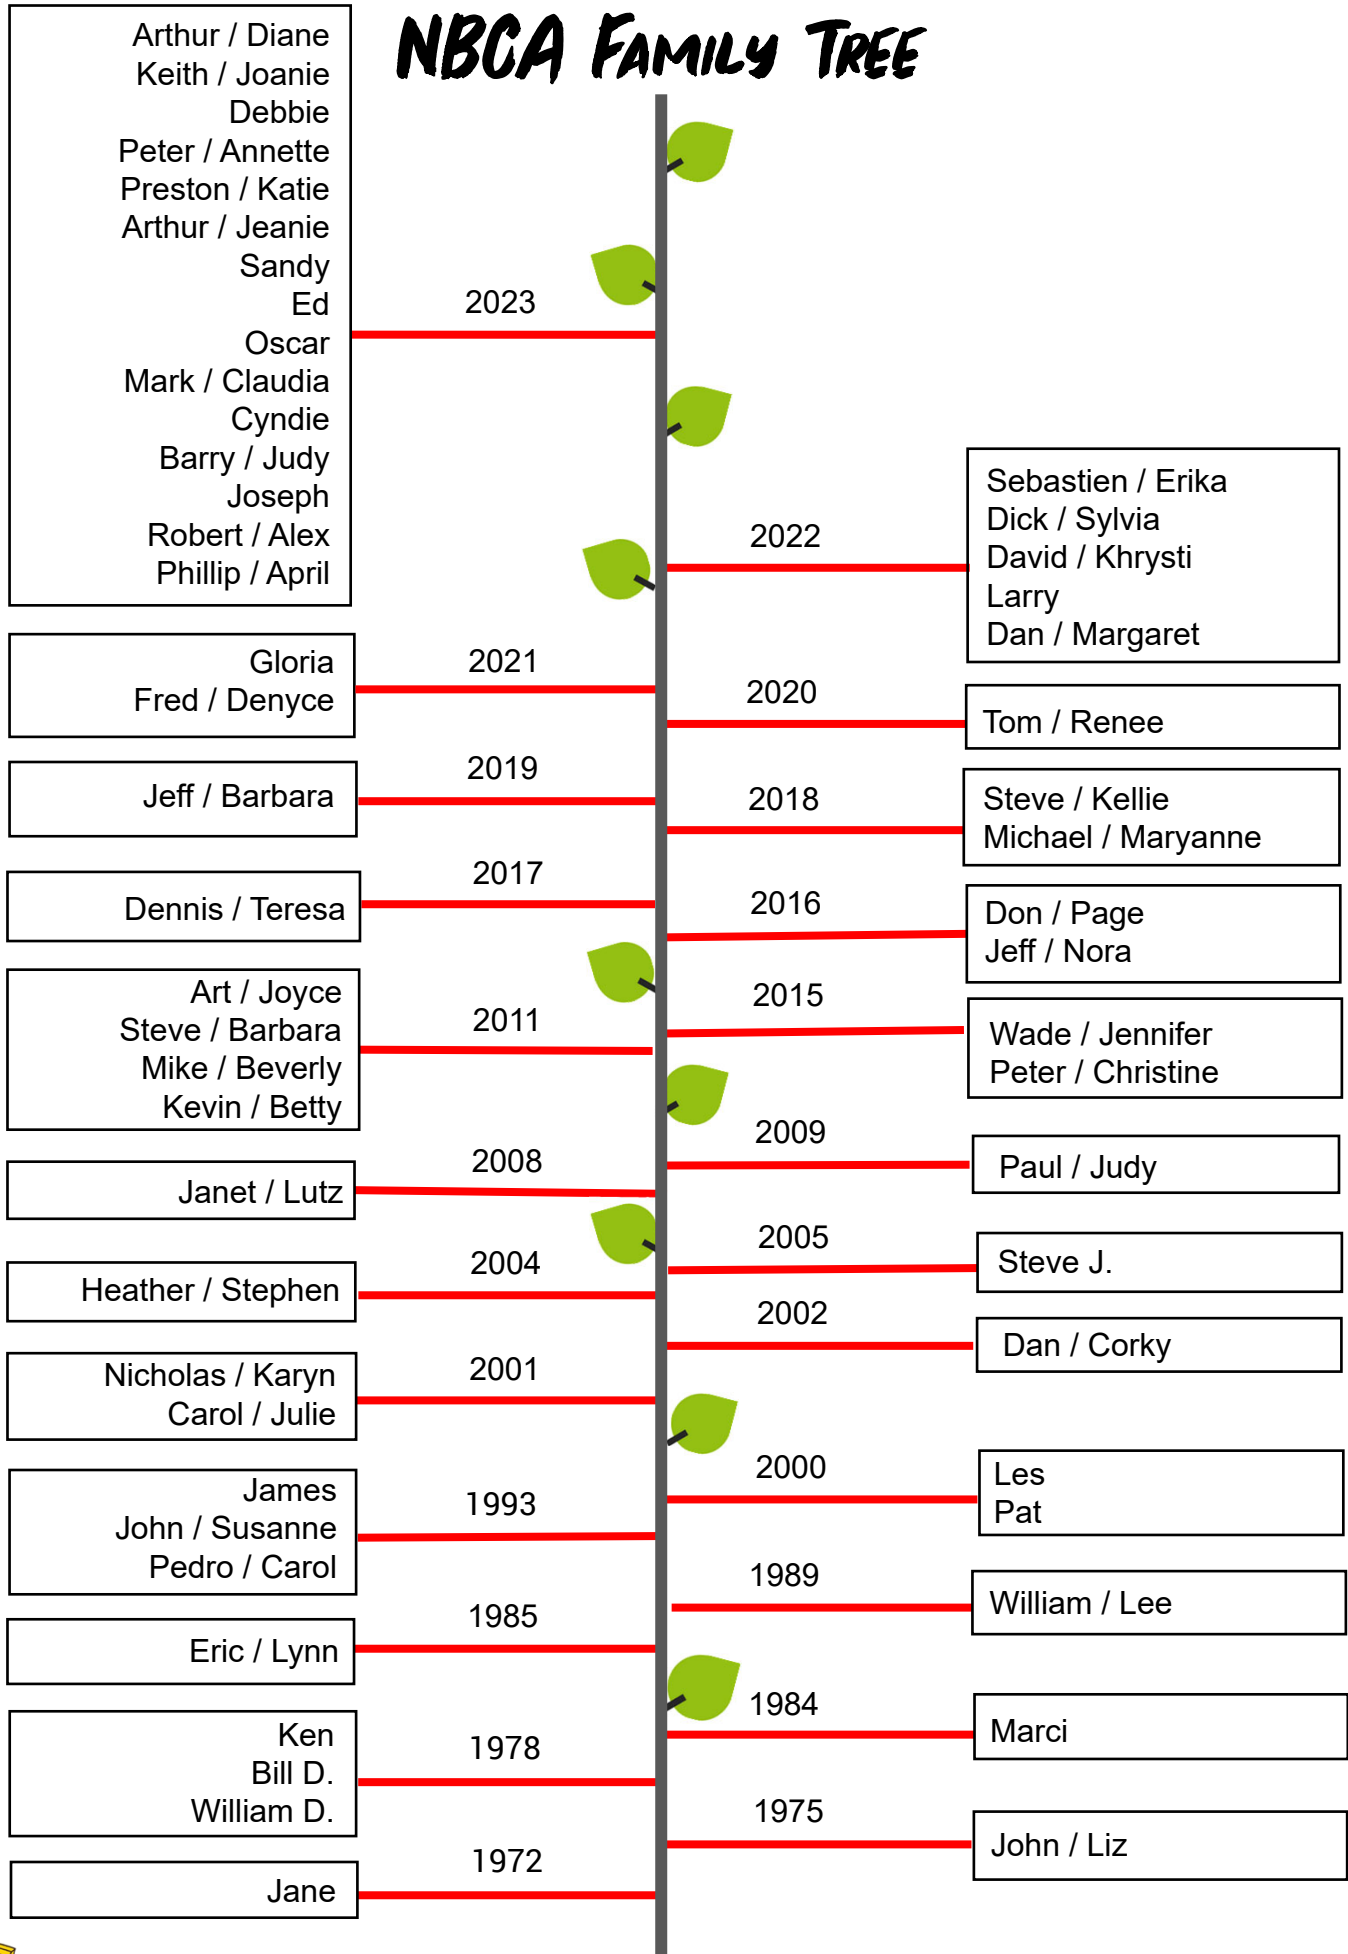 NBCA Family Tree
Arthur / Diane
Keith / Joanie
Debbie
Peter / Annette
Preston / Katie
Arthur / Jeanie
Sandy
Ed
Oscar
Mark / Claudia
Cyndie
Barry / Judy
Joseph
Robert / Alex
Phillip / April
2023
2022
Sebastien / Erika
Dick / Sylvia
David / Khrysti
Larry
Dan / Margaret
Gloria
Fred / Denyce
2021
2020
Tom / Renee
Jeff / Barbara
2019
2018
Steve / Kellie
Michael / Maryanne
Dennis / Teresa
2017
2016
Don / Page
Jeff / Nora
Art / Joyce
Steve / Barbara
Mike / Beverly
Kevin / Betty
2011
2015
Wade / Jennifer
Peter / Christine
2009
Paul / Judy
Janet / Lutz
2008
2005
Steve J.
Heather / Stephen
2004
2002
Dan / Corky
Nicholas / Karyn
Carol / Julie
2001
2000
Les
Pat
James
John / Susanne
Pedro / Carol
1993
1989
William / Lee
Eric / Lynn
1985
1984
Marci
Ken
Bill D.
William D.
1978
1975
John / Liz
Jane
1972